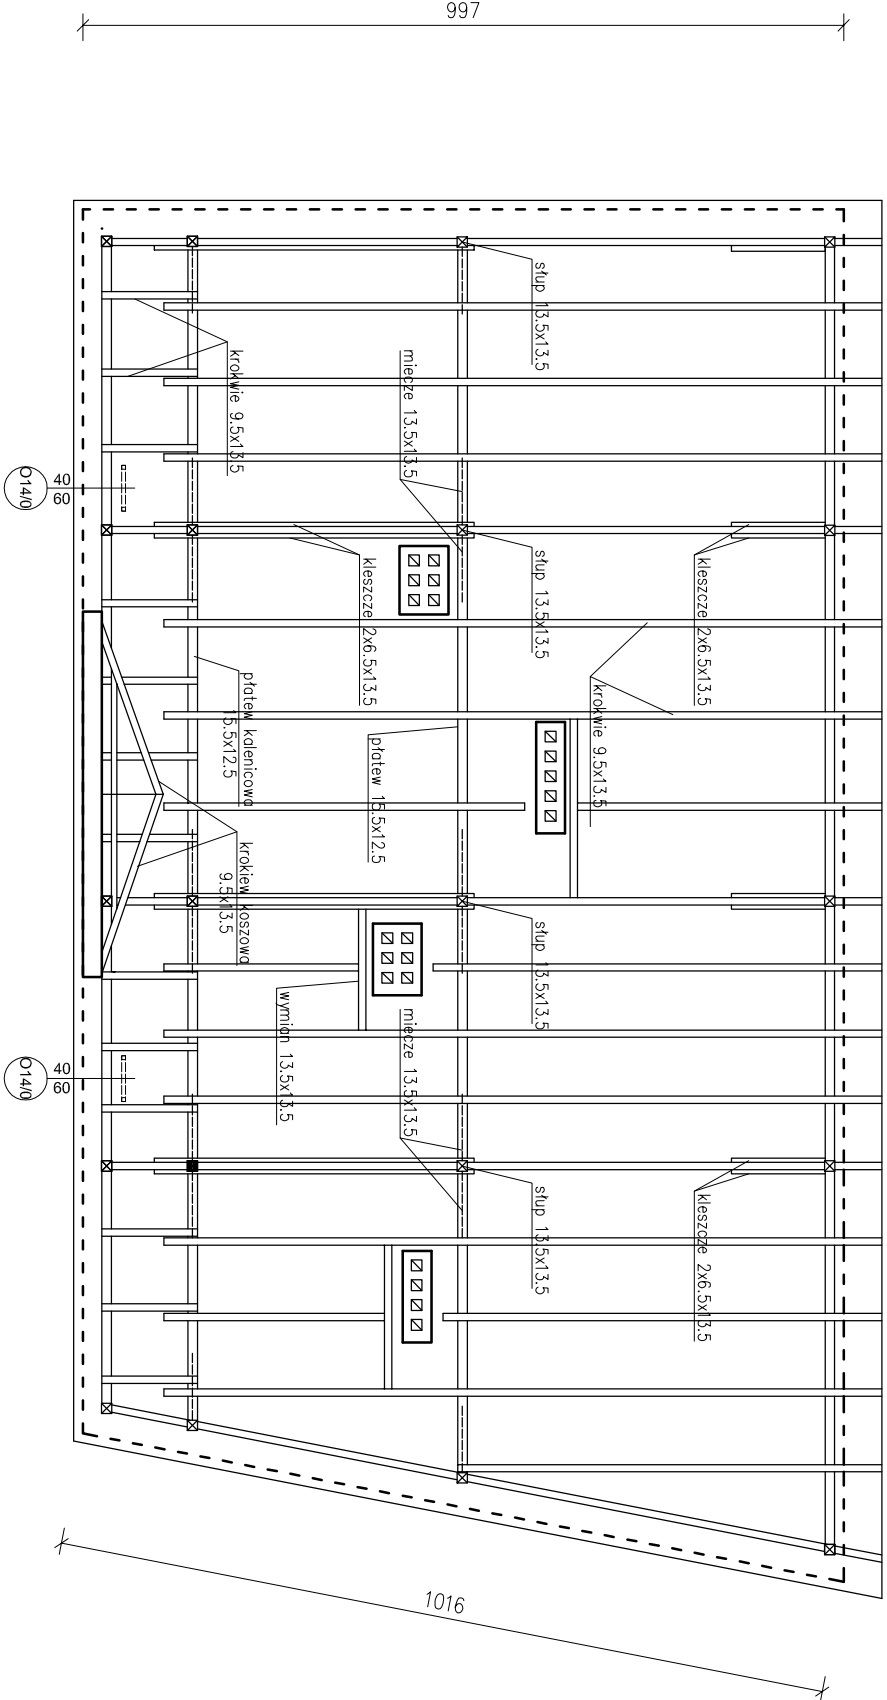 997
słup 13.5x13.5
miecze 13.5x13.5
krokwie 9.5x13.5
40
60
O14/0
słup 13.5x13.5
kleszcze 2x6.5x13.5
kleszcze 2x6.5x13.5
płatew kalenicowa
15.5x12.5
krokwie 9.5x13.5
płatew 15.5x12.5
krokiew koszowa
9.5x13.5
słup 13.5x13.5
wymian 13.5x13.5
miecze 13.5x13.5
40
60
O14/0
słup 13.5x13.5
kleszcze 2x6.5x13.5
1016